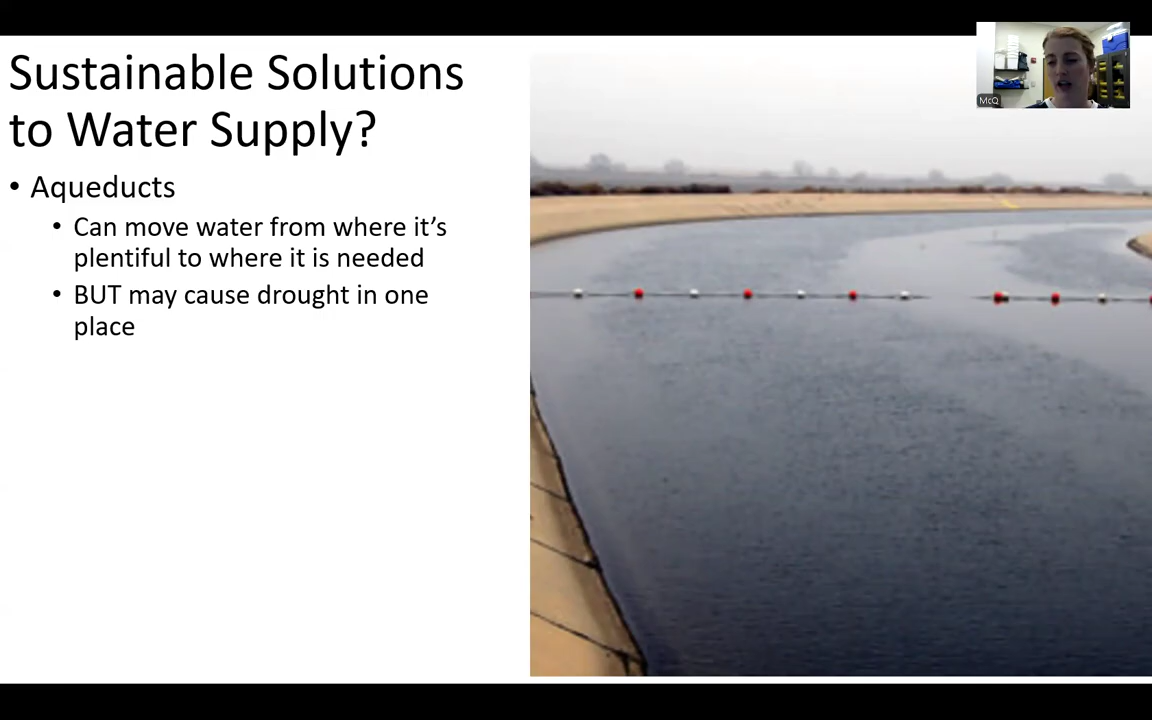 Sustainable Solutions
to Water Supply?
• Aqueducts
• Can move water from where it’s
plentiful to where it is needed
• BUT may cause drought in one
place
McQ